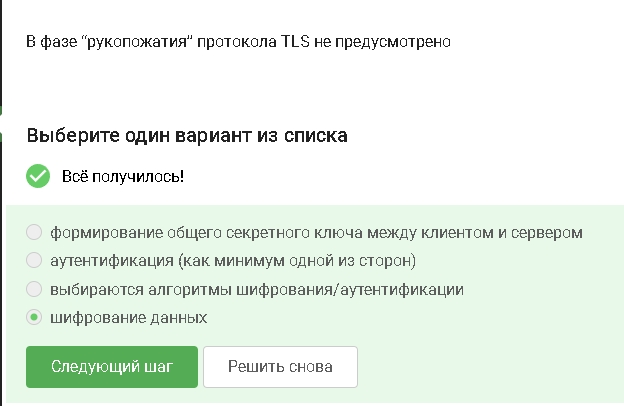 В фазе “рукопожатия” протокола TLS не предусмотрено
Выберите один вариант из списка
Всё получилось!
формирование общего секретного ключа между клиентом и сервером
аутентификация (как минимум одной из сторон)
выбираются алгоритмы шифрования/аутентификации
шифрование данных
Следующий шаг Решить снова